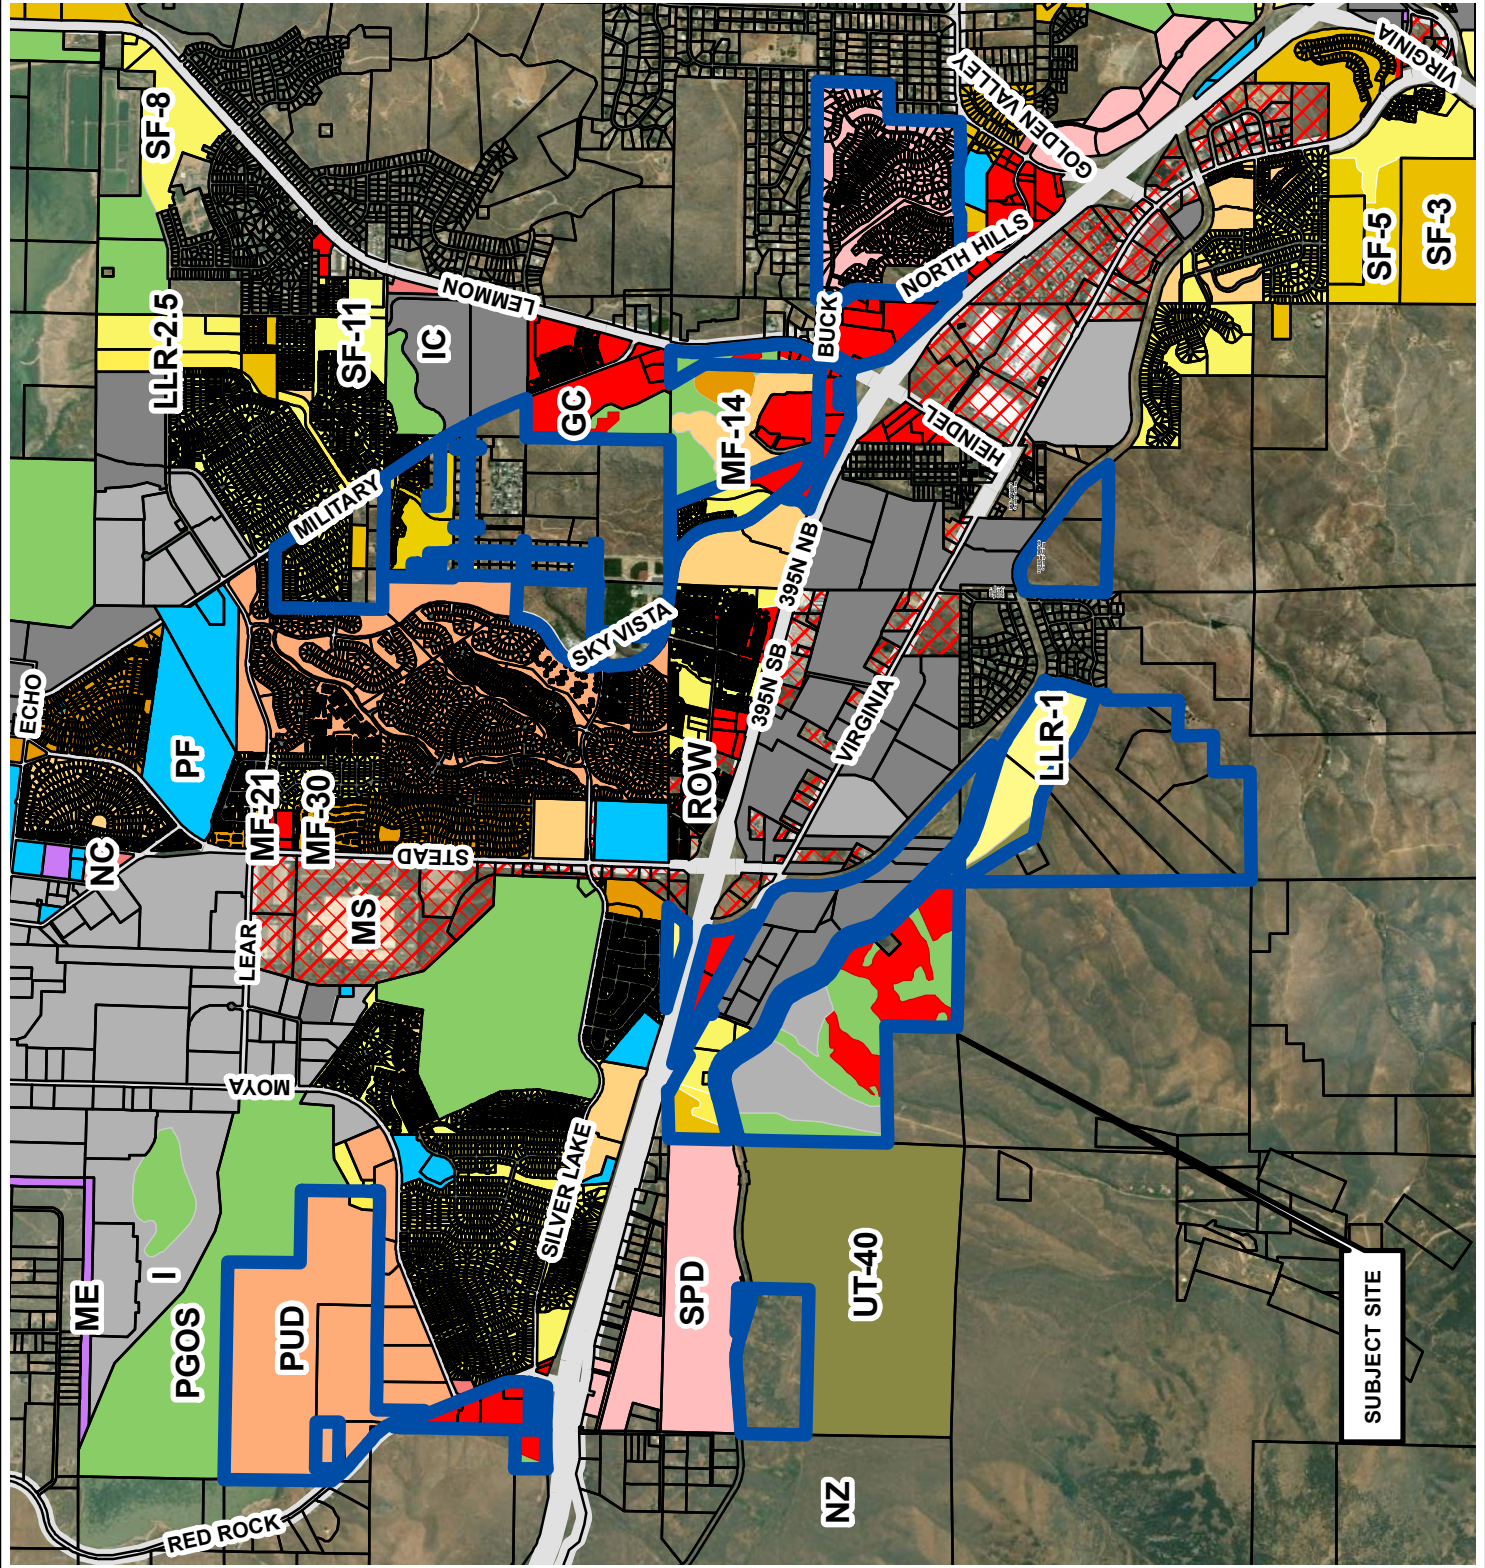 VIRGINIA
GOLDEN VALLEY
SF-8
NORTH HILLS
SF-5
SF-3
LEMMON
BUCK
LLR-2.5
SF-11
IC
GC
MF-14
HEINDEL
MILITARY
395N NB
SKY VISTA
395N SB
ECHO
PF
ROW
VIRGINIA
LLR-1
MF-21
MF-30
NC
STEAD
MS
LEAR
MOYA
SILVER LAKE
I
ME
SPD
UT-40
PUD
PGOS
SUBJECT SITE
NZ
RED ROCK